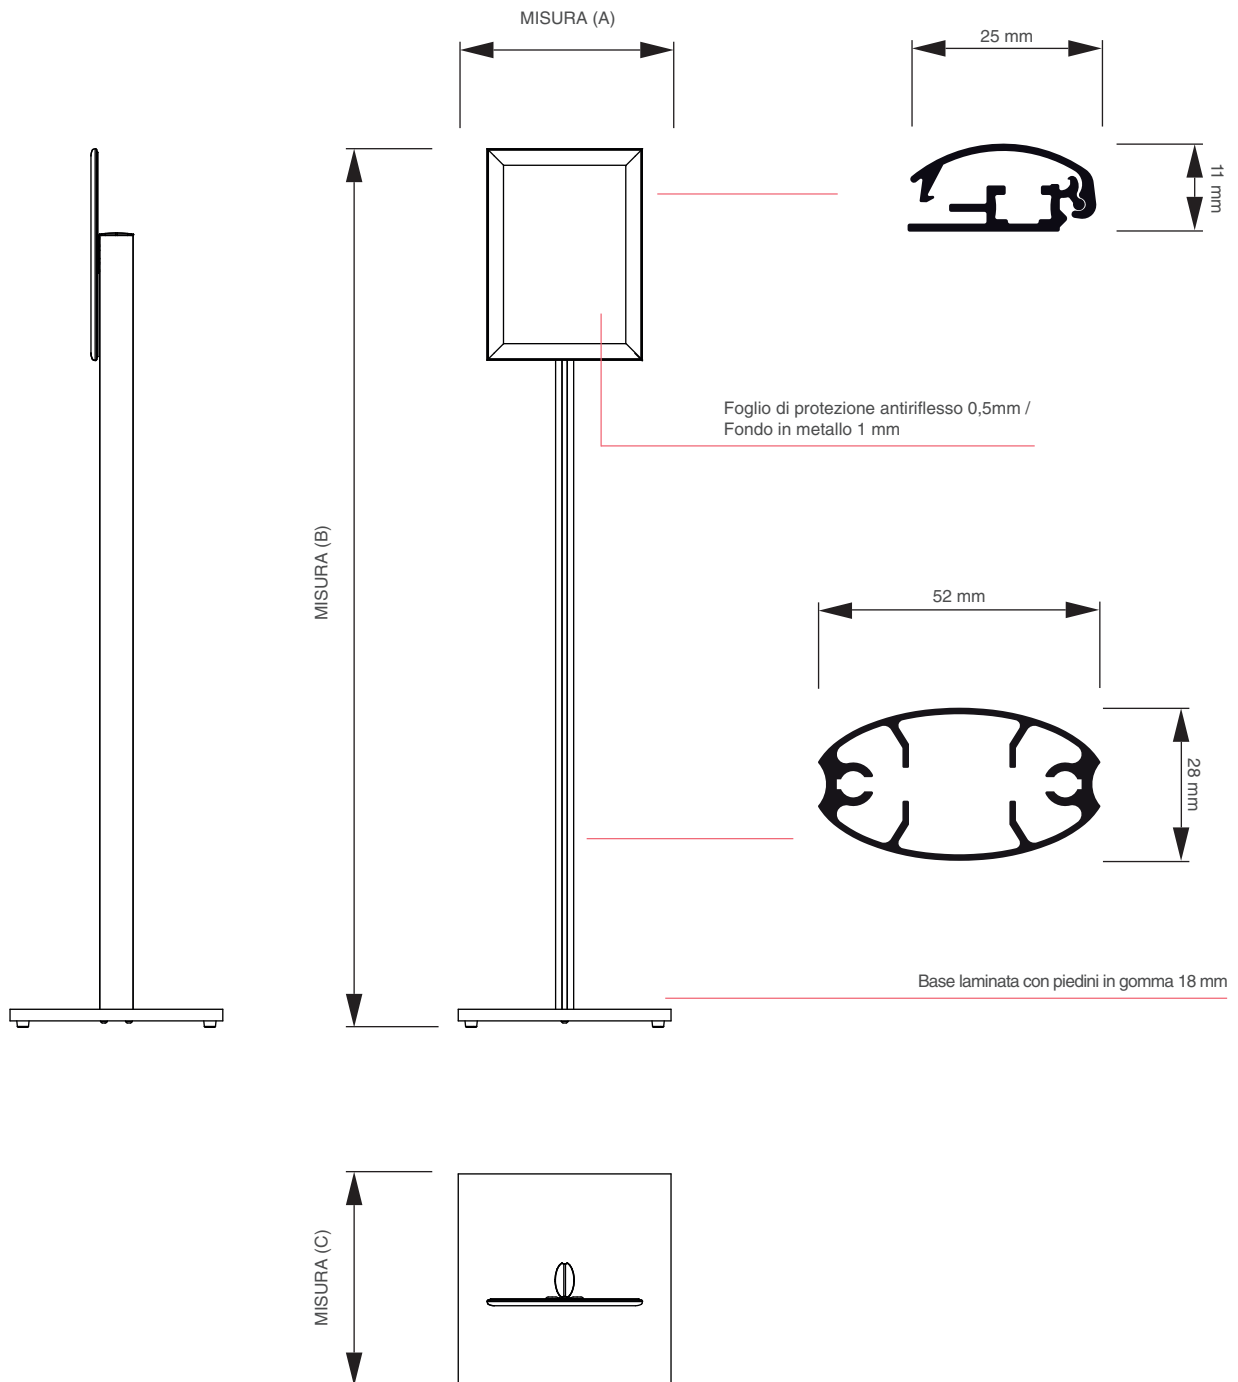 MISURA (A)
25 mm
11 mm
Foglio di protezione antiriflesso 0,5mm /
Fondo in metallo 1 mm
MISURA (B)
52 mm
28 mm
Base laminata con piedini in gomma 18 mm
MISURA (C)